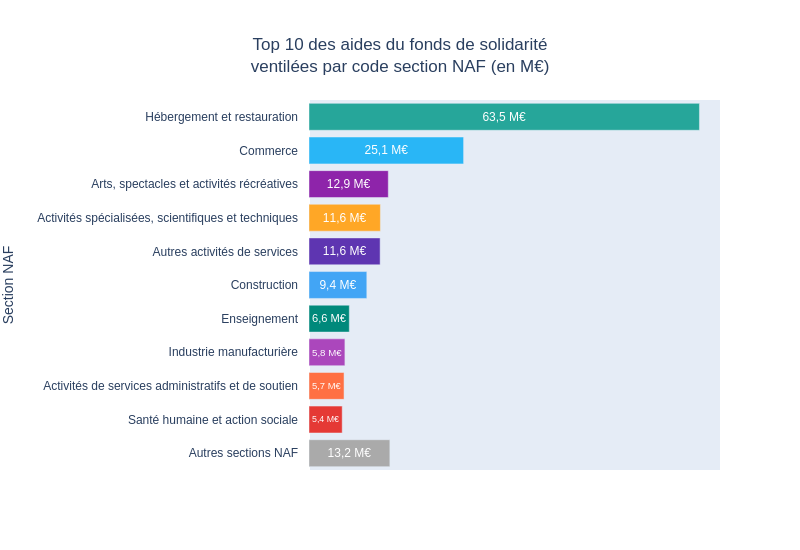 Top 10 des aides du fonds de solidarité
ventilées par code section NAF (en M€)
Section NAF
Hébergement et restauration 63,5 M€
Commerce 25,1 M€
Arts, spectacles et activités récréatives 12,9 M€
Activités spécialisées, scientifiques et techniques 11,6 M€
Autres activités de services 11,6 M€
Construction 9,4 M€
Enseignement 6,6 M€
Industrie manufacturière 5,8 M€
Activités de services administratifs et de soutien 5,7 M€
Santé humaine et action sociale 5,4 M€
Autres sections NAF 13,2 M€